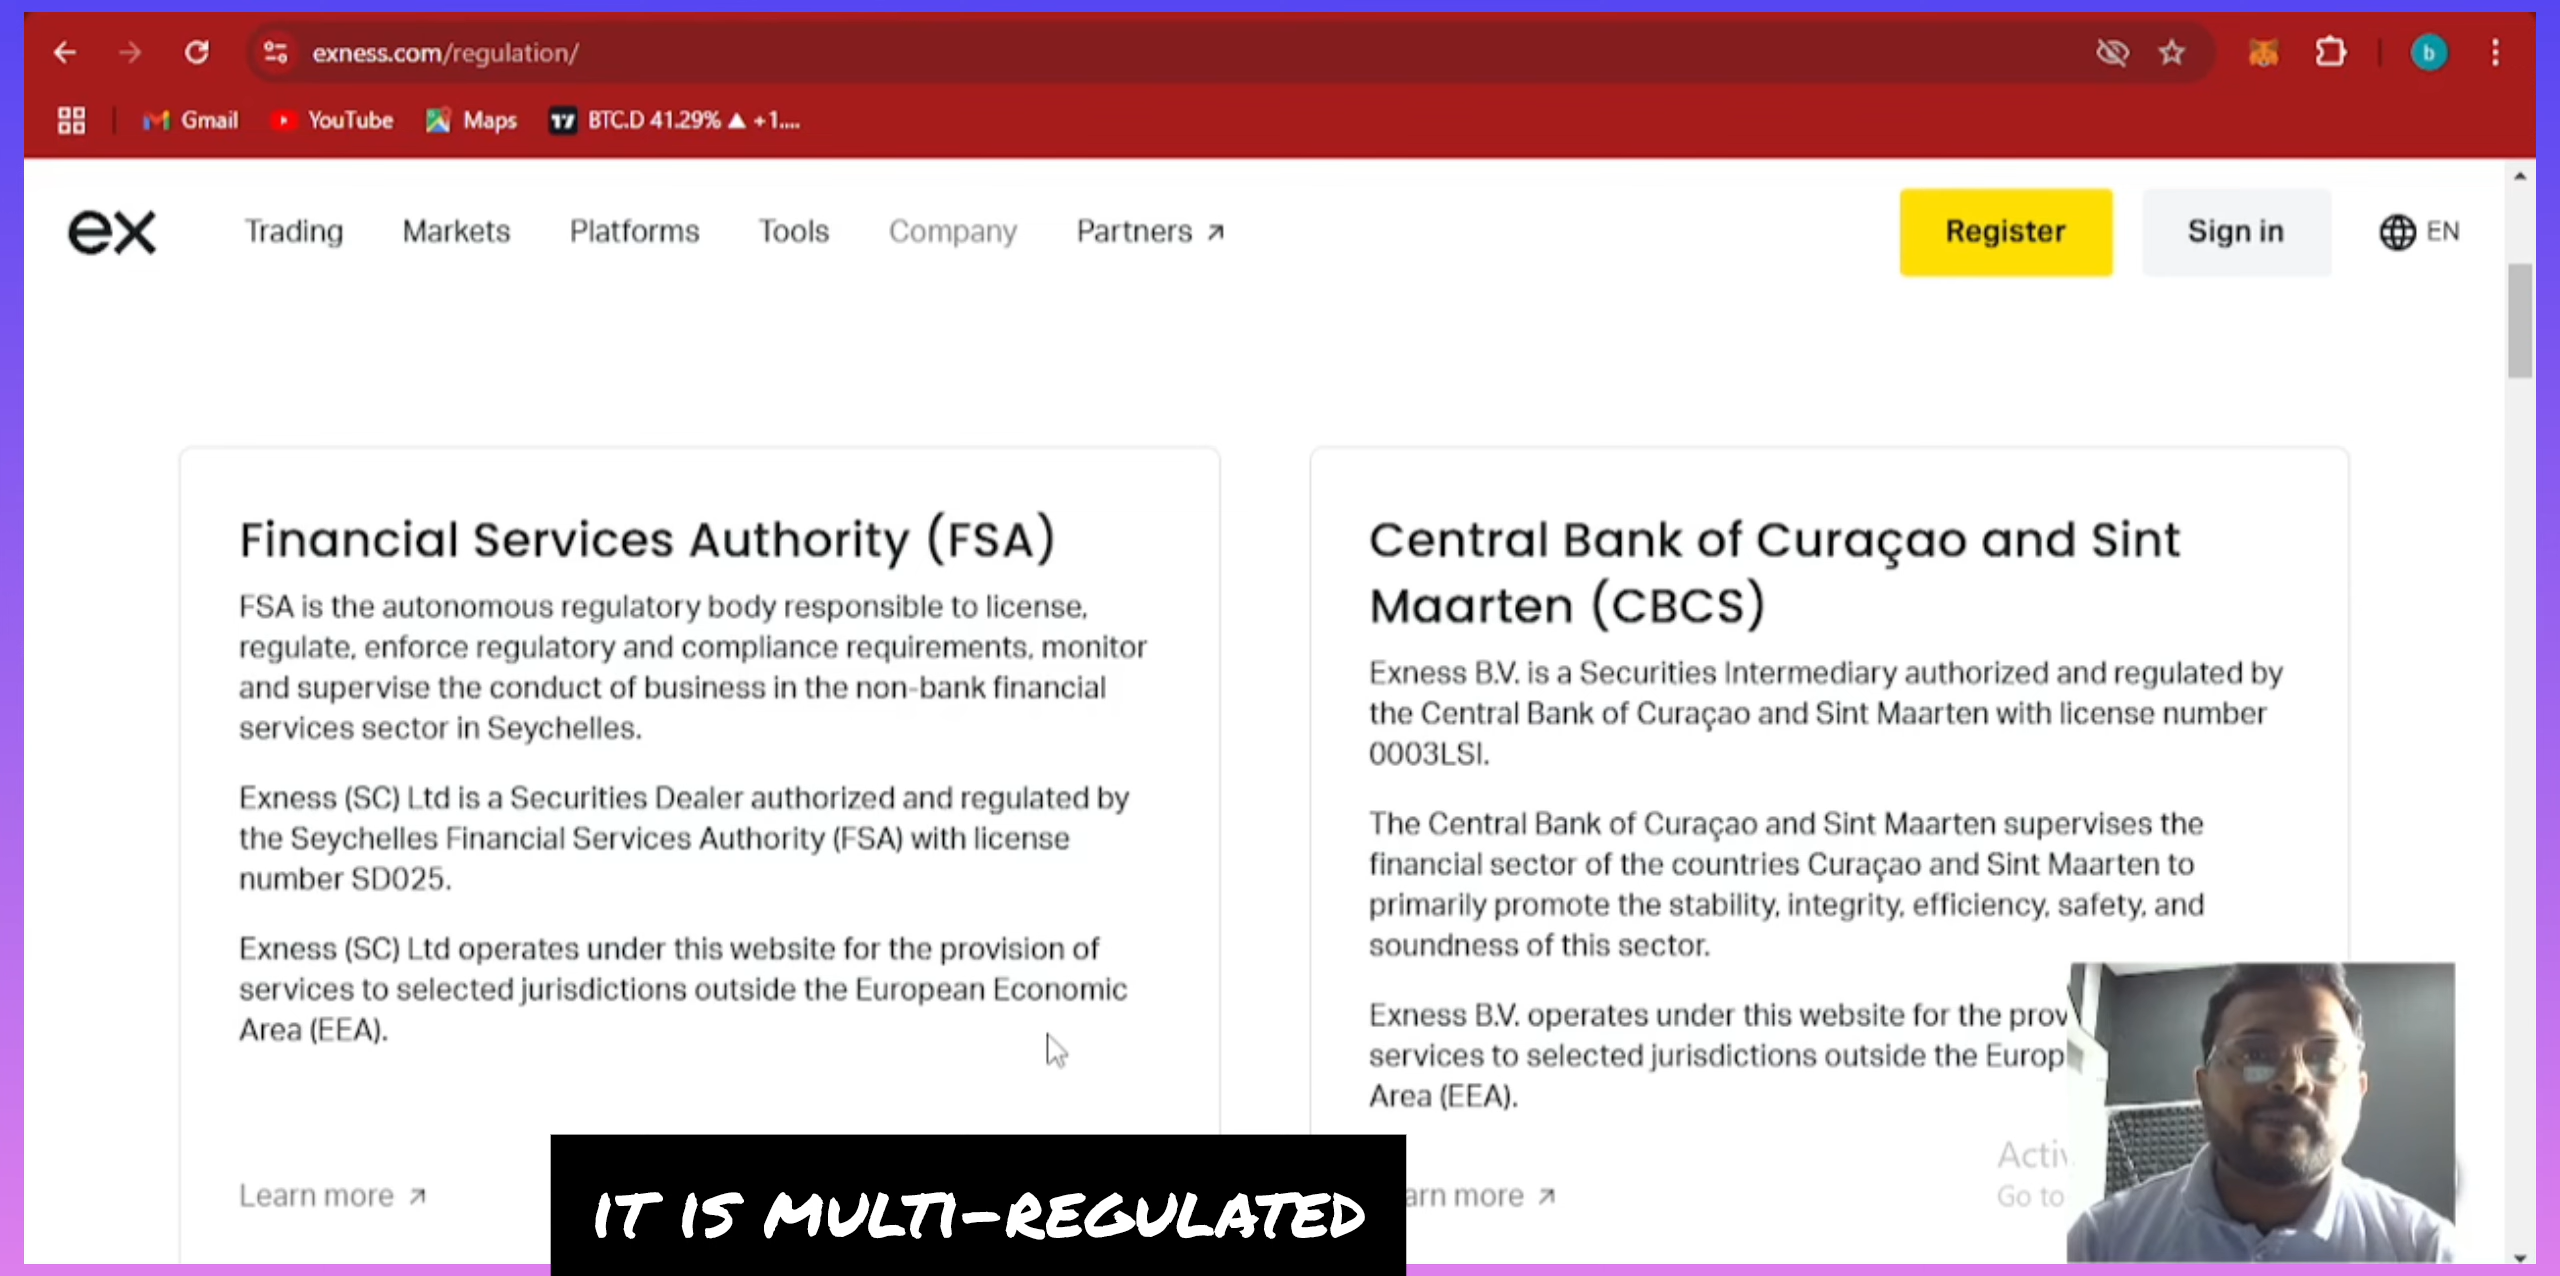 exness.com/regulation/
b
Gmail YouTube Maps BTC.D 41.29% ▲ +1....
ex Trading Markets Platforms Tools Company Partners ↗ Register Sign in EN
Financial Services Authority (FSA)
FSA is the autonomous regulatory body responsible to license,
regulate, enforce regulatory and compliance requirements, monitor
and supervise the conduct of business in the non-bank financial
services sector in Seychelles.
Exness (SC) Ltd is a Securities Dealer authorized and regulated by
the Seychelles Financial Services Authority (FSA) with license
number SD025.
Exness (SC) Ltd operates under this website for the provision of
services to selected jurisdictions outside the European Economic
Area (EEA).
Learn more ↗
Central Bank of Curaçao and Sint
Maarten (CBCS)
Exness B.V. is a Securities Intermediary authorized and regulated by
the Central Bank of Curaçao and Sint Maarten with license number
0003LSI.
The Central Bank of Curaçao and Sint Maarten supervises the
financial sector of the countries Curaçao and Sint Maarten to
primarily promote the stability, integrity, efficiency, safety, and
soundness of this sector.
Exness B.V. operates under this website for the prov
services to selected jurisdictions outside the Europ
Area (EEA).
arn more ↗
Activ
Go to
IT IS MULTI-REGULATED